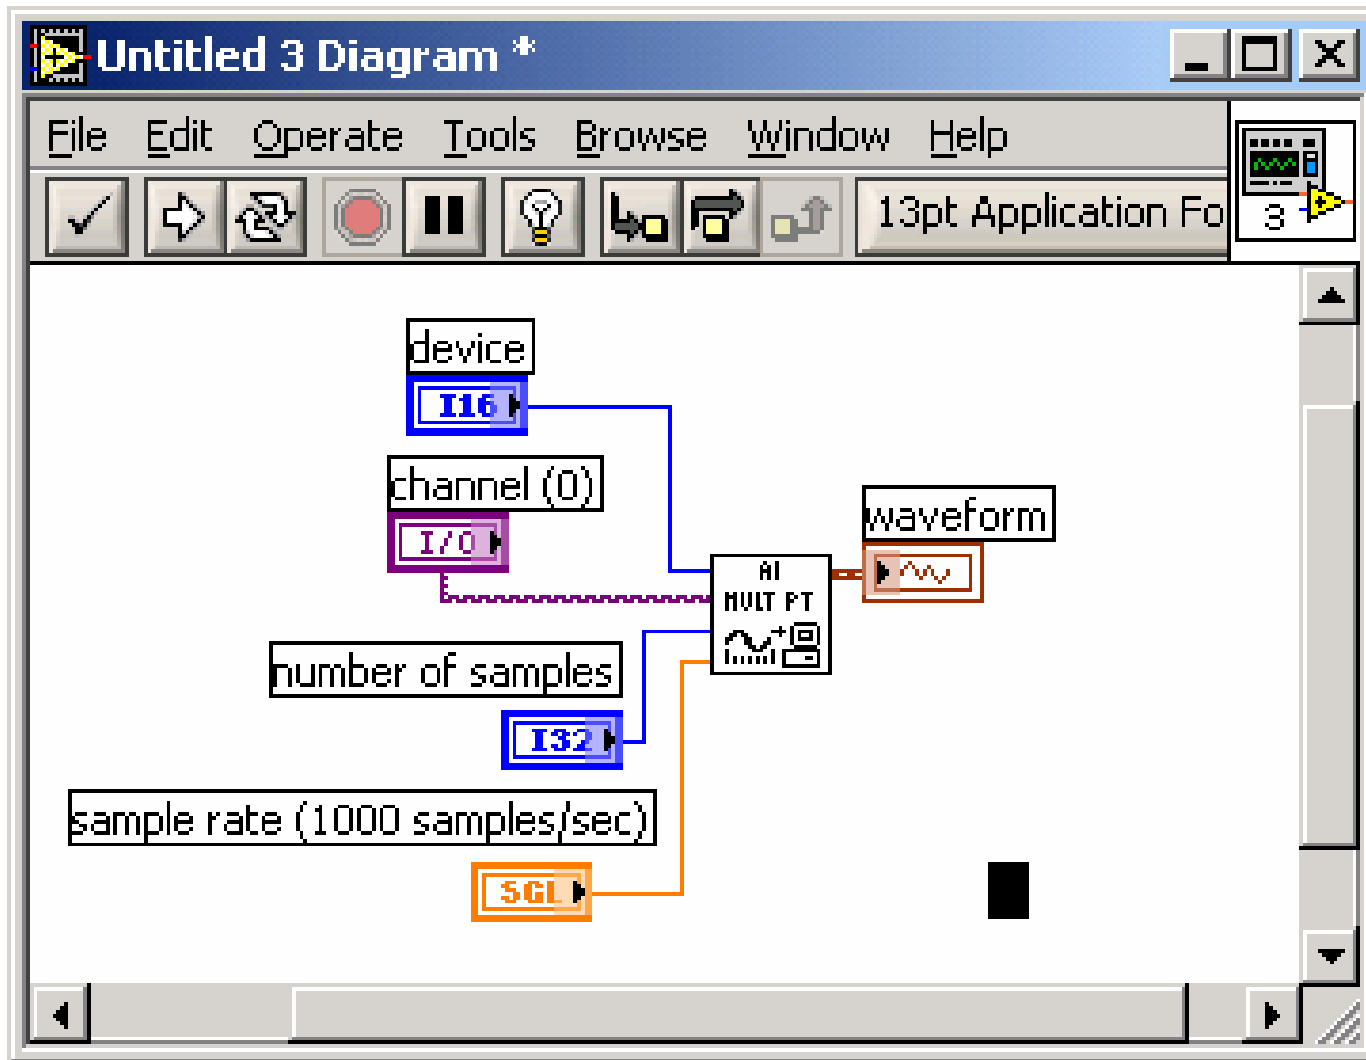 Untitled 3 Diagram *
File Edit Operate Tools Browse Window Help
13pt Application Fo
3
device
I16
channel (0)
I/O
waveform
AI
MULT PT
number of samples
I32
sample rate (1000 samples/sec)
SGL